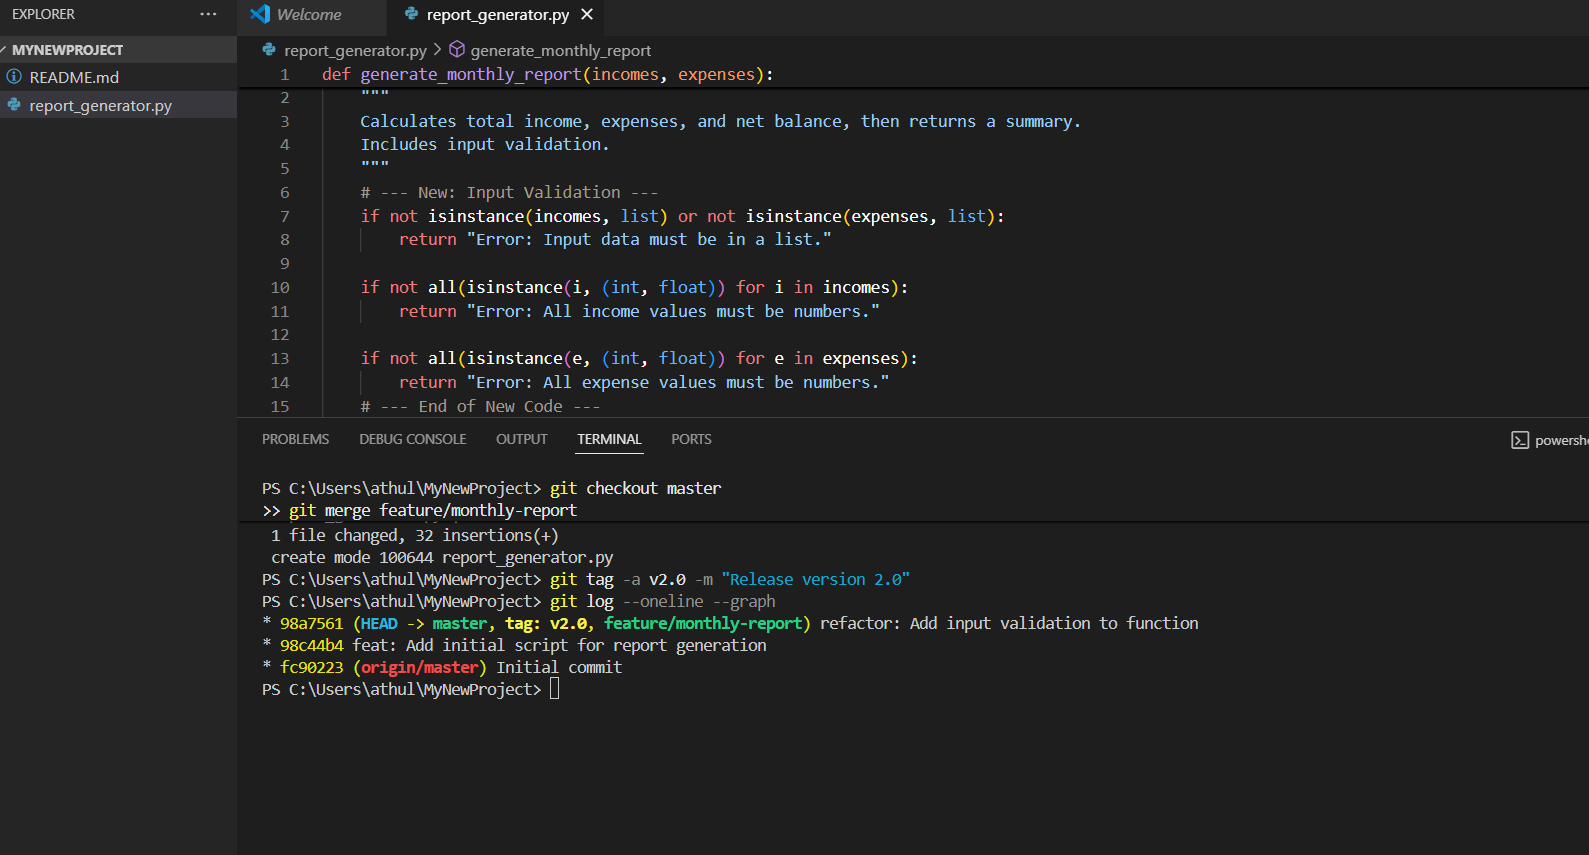 EXPLORER
MYNEWPROJECT
README.md
report_generator.py
Welcome
report_generator.py
report_generator.py > generate_monthly_report
1 def generate_monthly_report(incomes, expenses):
2 """
3 Calculates total income, expenses, and net balance, then returns a summary.
4 Includes input validation.
5 """
6 # --- New: Input Validation ---
7 if not isinstance(incomes, list) or not isinstance(expenses, list):
8 return "Error: Input data must be in a list."
9
10 if not all(isinstance(i, (int, float)) for i in incomes):
11 return "Error: All income values must be numbers."
12
13 if not all(isinstance(e, (int, float)) for e in expenses):
14 return "Error: All expense values must be numbers."
15 # --- End of New Code ---
PROBLEMS DEBUG CONSOLE OUTPUT TERMINAL PORTS
powershe
PS C:\Users\athul\MyNewProject> git checkout master
>> git merge feature/monthly-report
1 file changed, 32 insertions(+)
create mode 100644 report_generator.py
PS C:\Users\athul\MyNewProject> git tag -a v2.0 -m "Release version 2.0"
PS C:\Users\athul\MyNewProject> git log --oneline --graph
* 98a7561 (HEAD -> master, tag: v2.0, feature/monthly-report) refactor: Add input validation to function
* 98c44b4 feat: Add initial script for report generation
* fc90223 (origin/master) Initial commit
PS C:\Users\athul\MyNewProject>